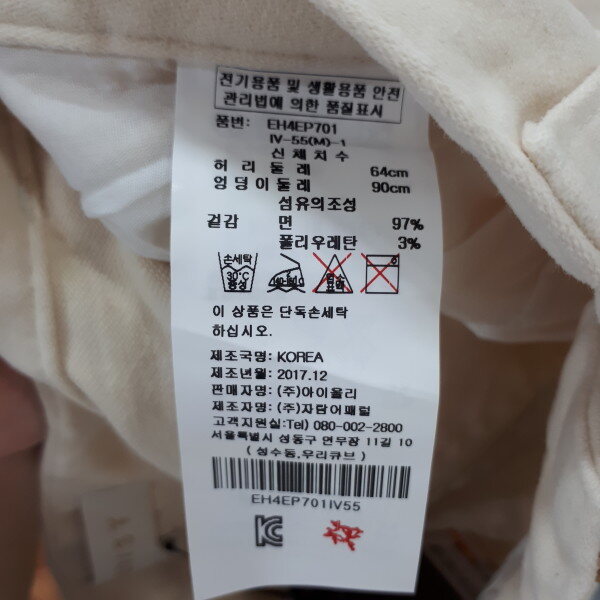 전기용품 및 생활용품 안전
관리법에 의한 품질표시
품번: EH4EP701
IV-55(M)-1
신체치수
허리둘레 64cm
엉덩이둘레 90cm
섬유의조성
겉감 면 97%
폴리우레탄 3%
손세탁
30°C
중성
이 상품은 단독손세탁
하십시오.
제조국명: KOREA
제조년월: 2017.12
판매자명: (주)아이올리
제조자명: (주)자람어패럴
고객지원실:Tel) 080-002-2800
서울특별시 성동구 연무장 11길 10
(성수동,우리큐브)
EH4EP701IV55